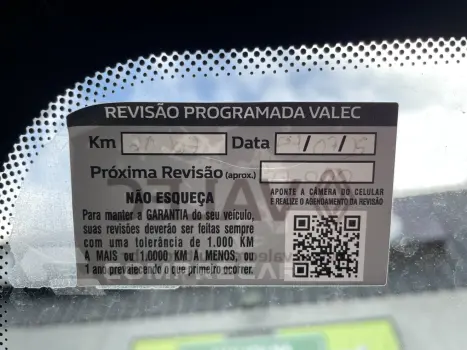 REVISÃO PROGRAMADA VALEC
Km Data / /
Próxima Revisão (aprox.)
NÃO ESQUEÇA
Para manter a GARANTIA do seu veículo,
suas revisões deverão ser feitas sempre
com uma tolerância de 1.000 KM
A MAIS ou /1.0000 KM A MENOS, ou
1 ano prevalecendo o que primeiro ocorrer.
APONTE A CÂMERA DO CELULAR
E REALIZE O AGENDAMENTO DA REVISÃO